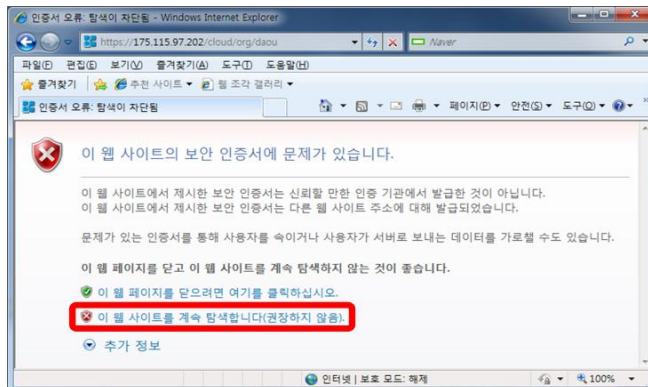 인증서 오류: 탐색이 차단됨 - Windows Internet Explorer
https://175.115.97.202/cloud/org/daou
Naver
파일(F) 편집(E) 보기(V) 즐겨찾기(A) 도구(T) 도움말(H)
즐겨찾기 추천 사이트 웹 조각 갤러리
인증서 오류: 탐색이 차단됨 페이지(P) 안전(S) 도구(O)
이 웹 사이트의 보안 인증서에 문제가 있습니다.
이 웹 사이트에서 제시한 보안 인증서는 신뢰할 만한 인증 기관에서 발급한 것이 아닙니다.
이 웹 사이트에서 제시한 보안 인증서는 다른 웹 사이트 주소에 대해 발급되었습니다.
문제가 있는 인증서를 통해 사용자를 속이거나 사용자가 서버로 보내는 데이터를 가로챌 수도 있습니다.
이 웹 페이지를 닫고 이 웹 사이트를 계속 탐색하지 않는 것이 좋습니다.
이 웹 페이지를 닫으려면 여기를 클릭하십시오.
이 웹 사이트를 계속 탐색합니다(권장하지 않음).
추가 정보
인터넷 | 보호 모드: 해제 100%